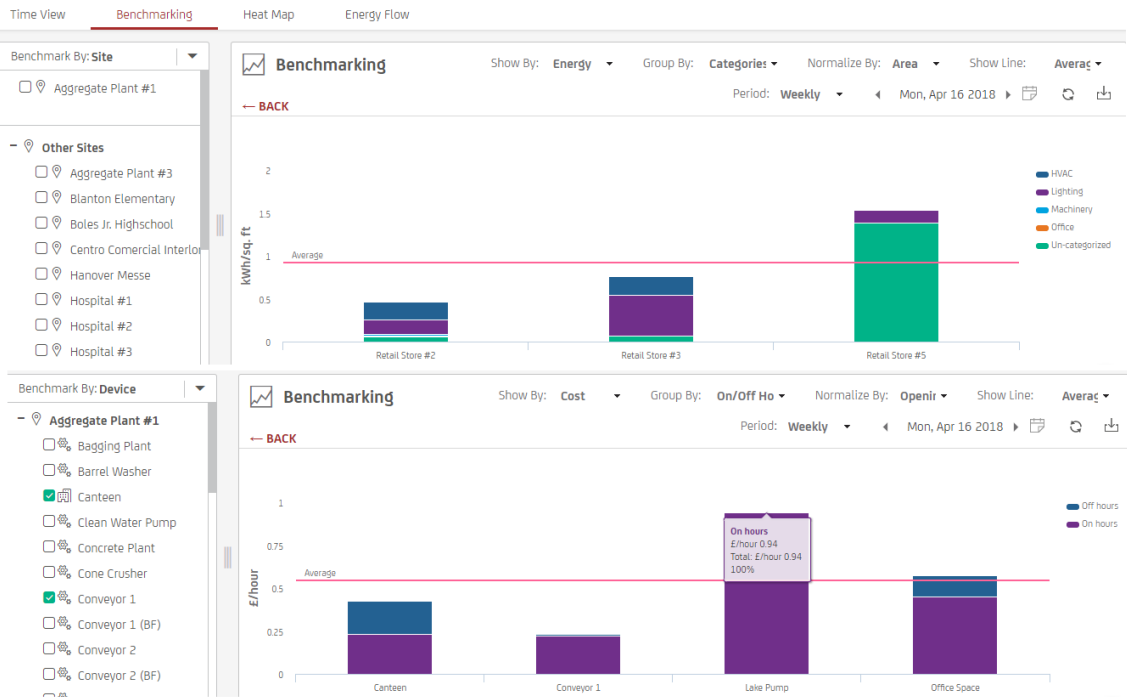 Time View Benchmarking Heat Map Energy Flow
Benchmark By: Site
Aggregate Plant #1
Other Sites
Aggregate Plant #3
Blanton Elementary
Boles Jr. Highschool
Centro Comercial Interlo
Hanover Messe
Hospital #1
Hospital #2
Hospital #3
Benchmarking
Show By: Energy Group By: Categories Normalize By: Area Show Line: Averag
Period: Weekly Mon, Apr 16 2018
← BACK
kWh/sq. ft
2
1.5
1
0.5
0
Average
Retail Store #2 Retail Store #3 Retail Store #5
HVAC
Lighting
Machinery
Office
Un-categorized
Benchmark By: Device
Aggregate Plant #1
Bagging Plant
Barrel Washer
Canteen
Clean Water Pump
Concrete Plant
Cone Crusher
Conveyor 1
Conveyor 1 (BF)
Conveyor 2
Conveyor 2 (BF)
Benchmarking
Show By: Cost Group By: On/Off Ho Normalize By: Openir Show Line: Averag
Period: Weekly Mon, Apr 16 2018
← BACK
£/hour
1
0.75
0.5
0.25
0
Average
On hours
£/hour 0.94
Total: £/hour 0.94
100%
Canteen Conveyor 1 Lake Pump Office Space
Off hours
On hours